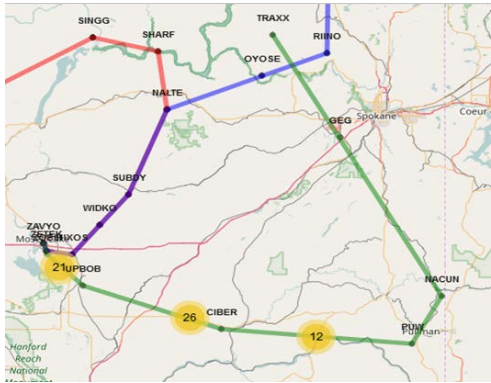 TRAXX
SINGG
SHARF
RIINO
OYOSE
NALTE
Spokane
Coeur
GEG
SUBDY
WIDKO
ZAVYO
21
UPBOB
NACUN
26
CIBER
12
PUW
Hanford
Reach
National